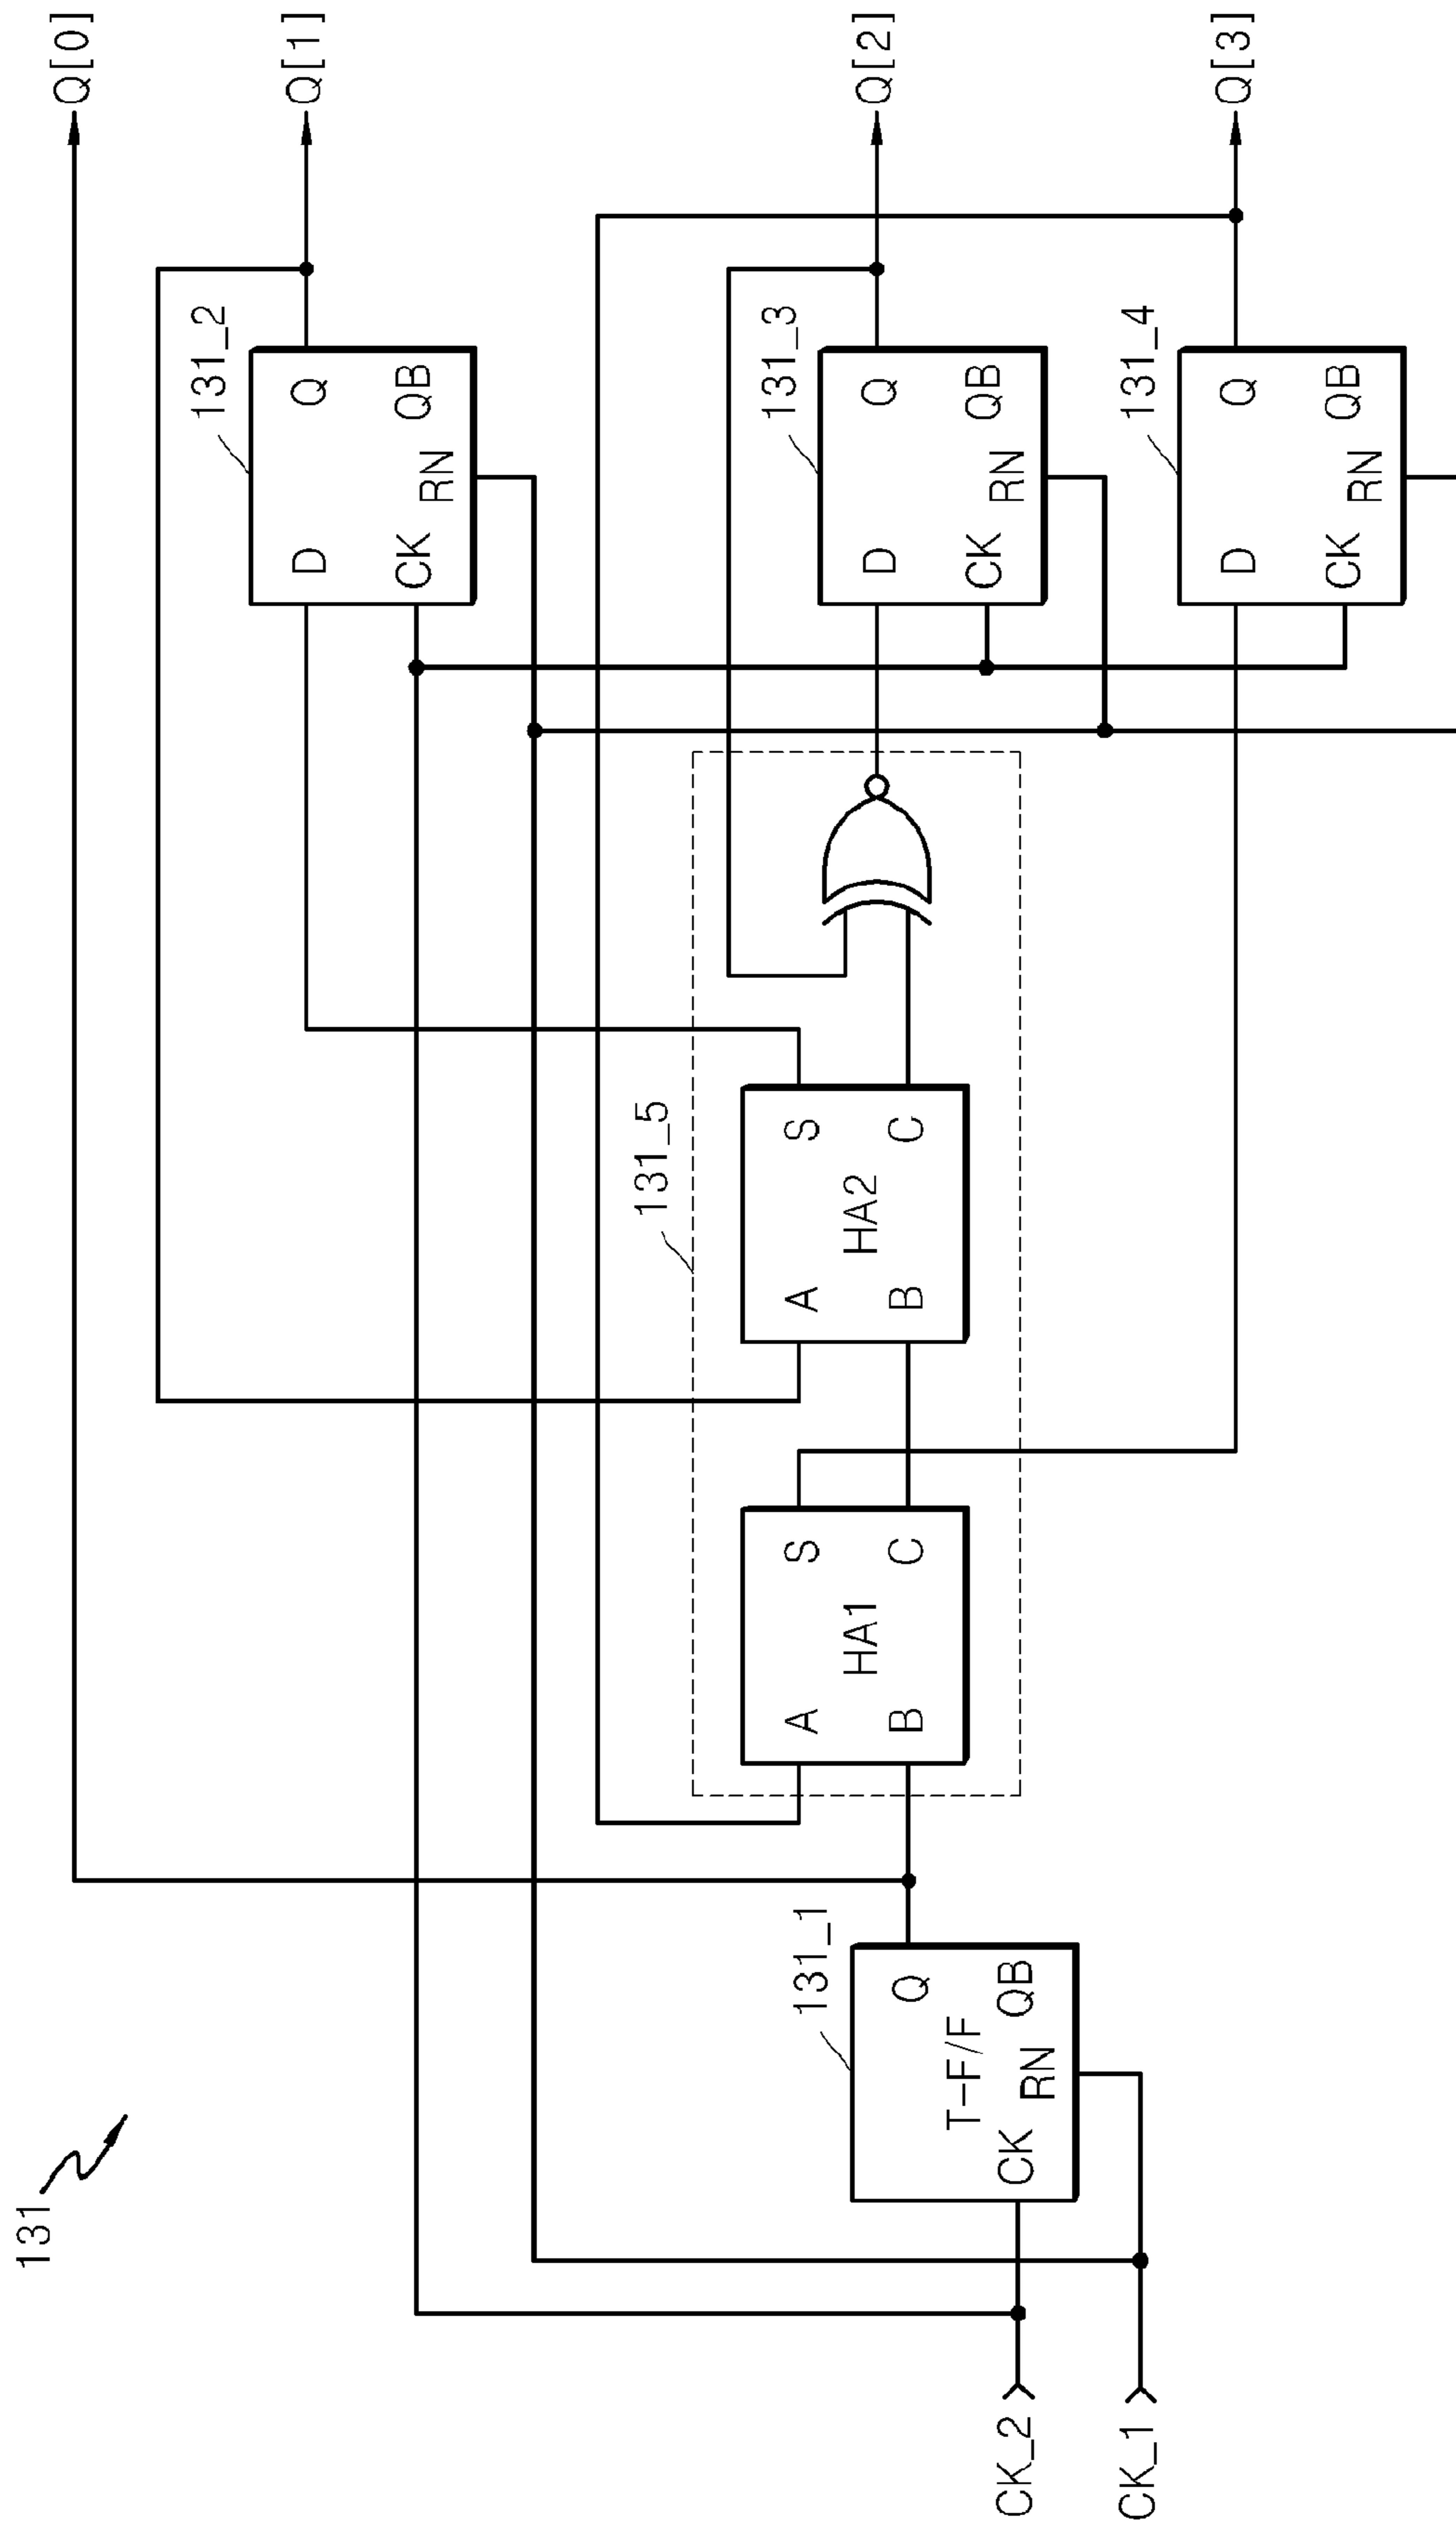 131
Q[0]
Q[1]
Q[2]
Q[3]
131_2
D
Q
CK
QB
RN
131_3
D
Q
CK
QB
RN
131_4
D
Q
CK
QB
RN
131_5
A
S
HA1
B
C
A
S
HA2
B
C
131_1
Q
T-F/F
CK
QB
RN
CK_2
CK_1